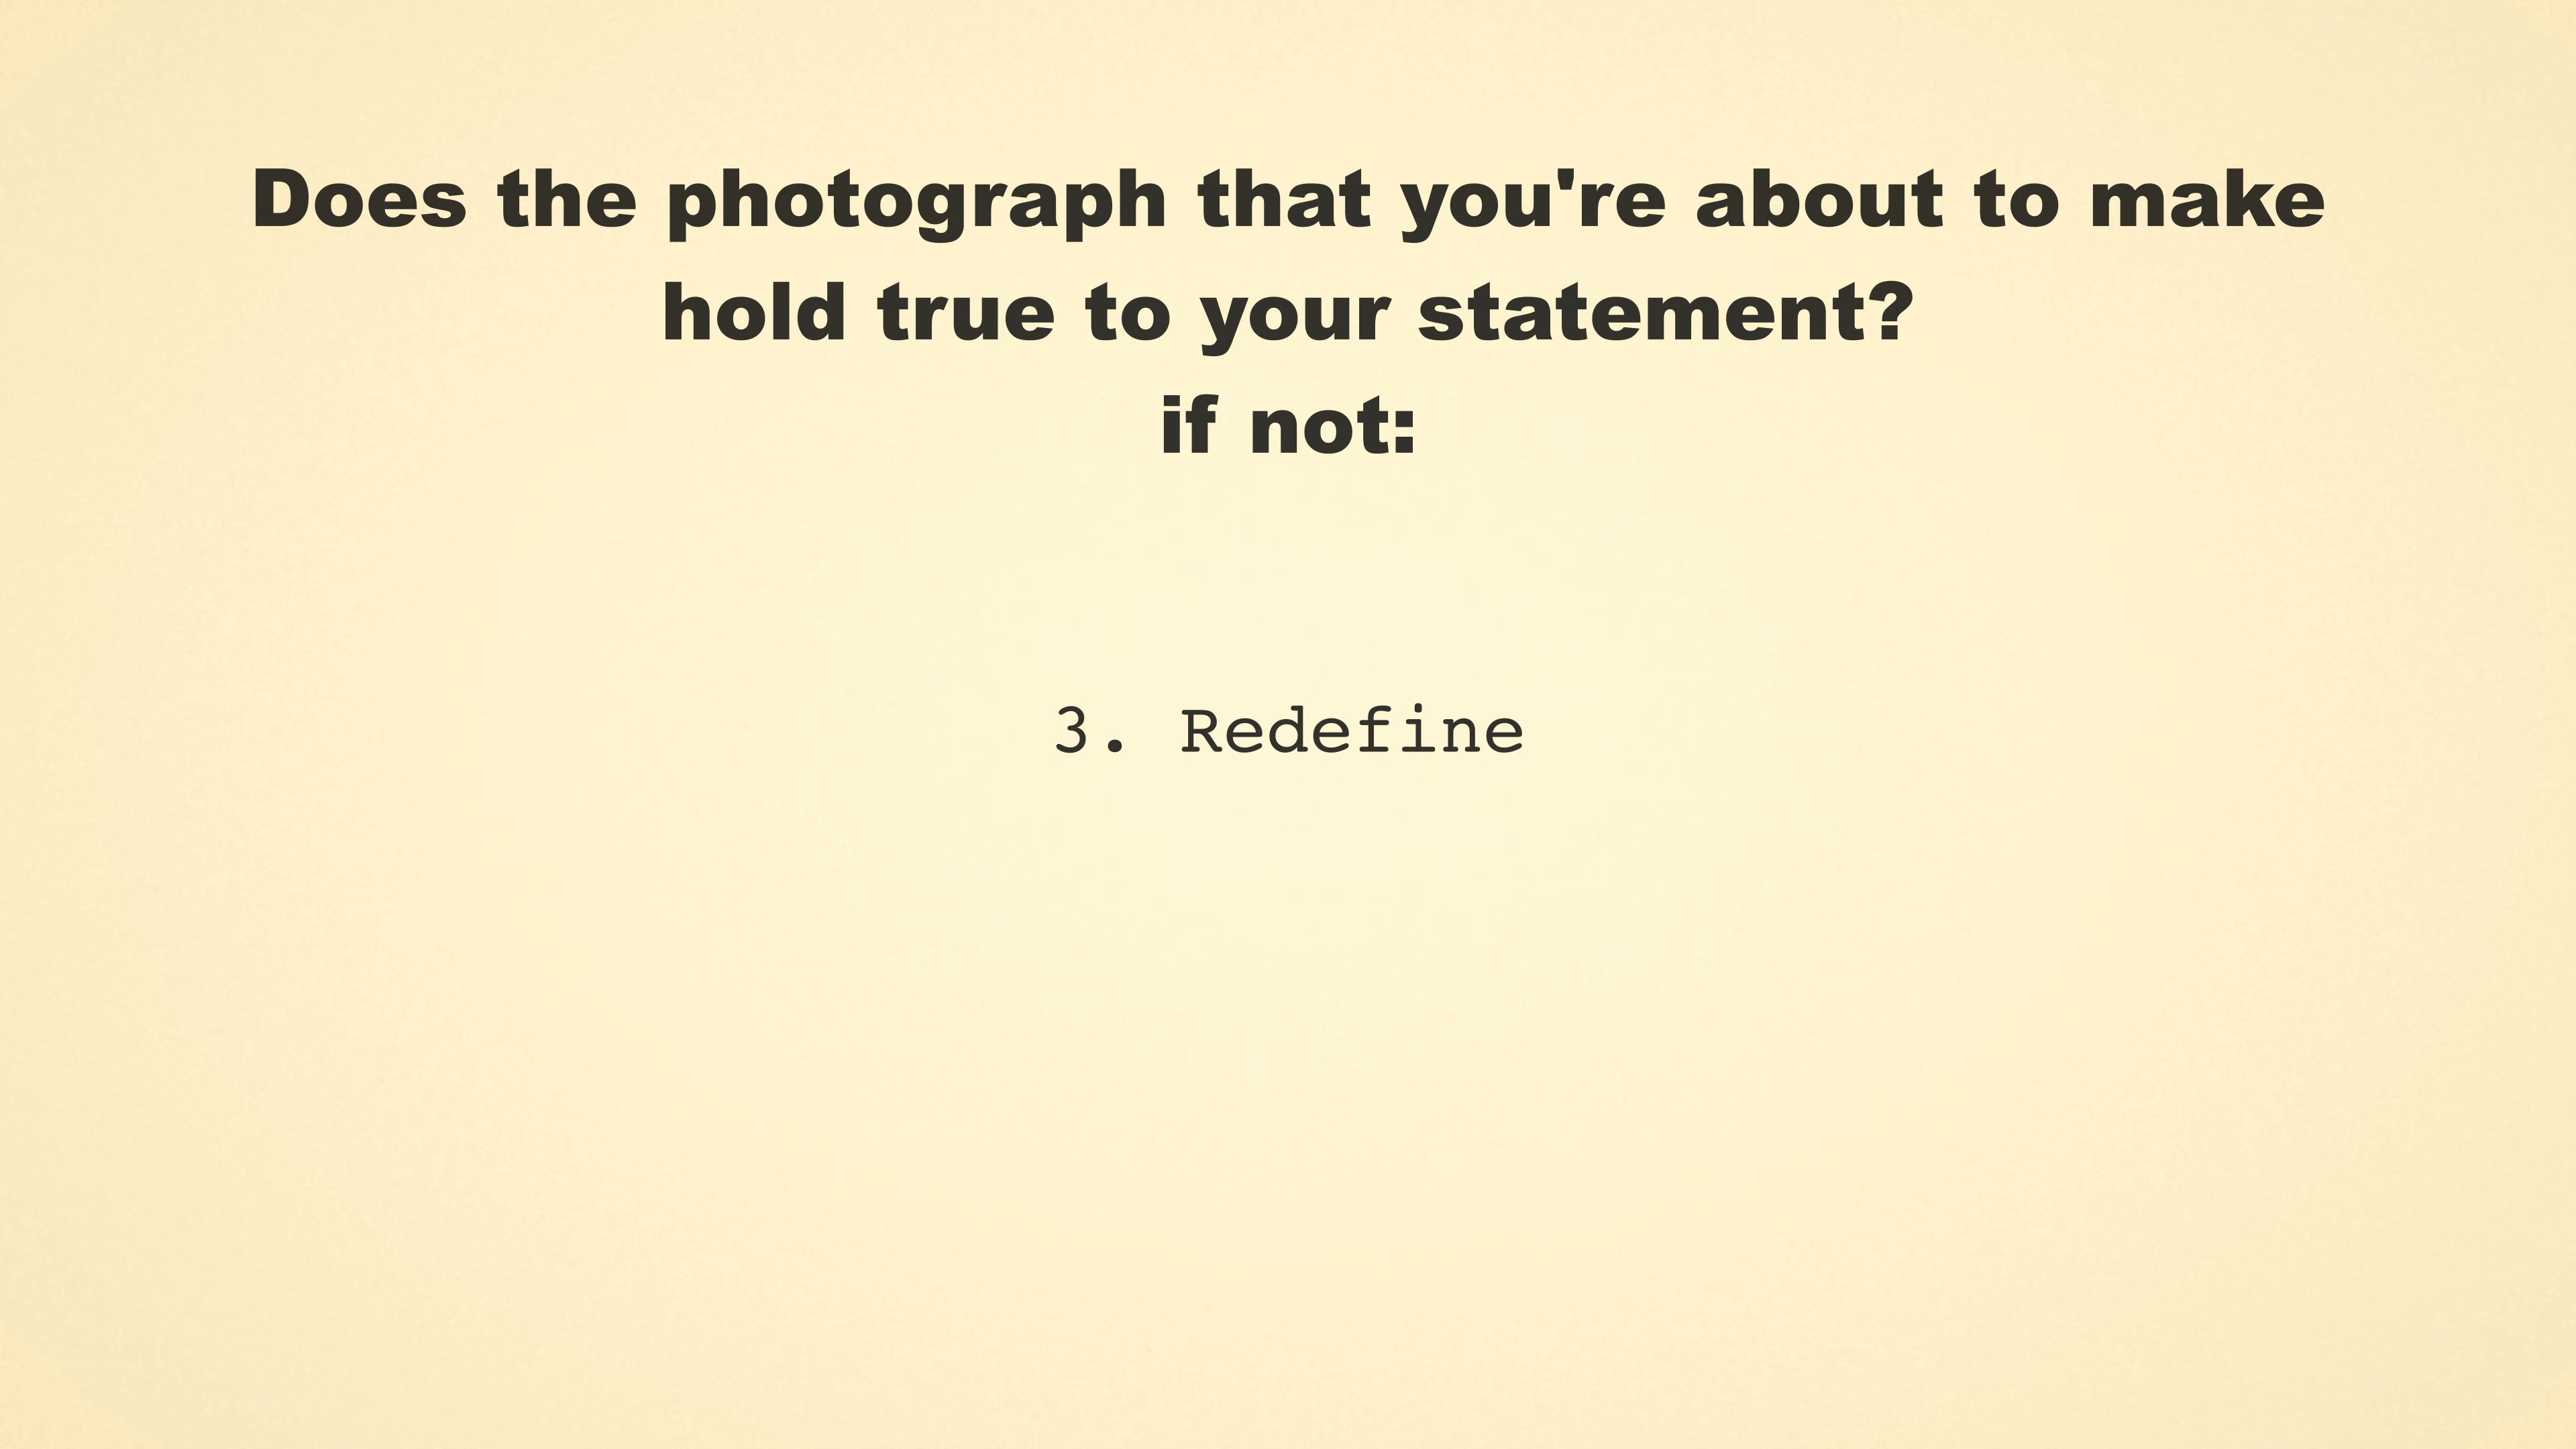 Does the photograph that you're about to make
hold true to your statement?
if not:
3. Redefine